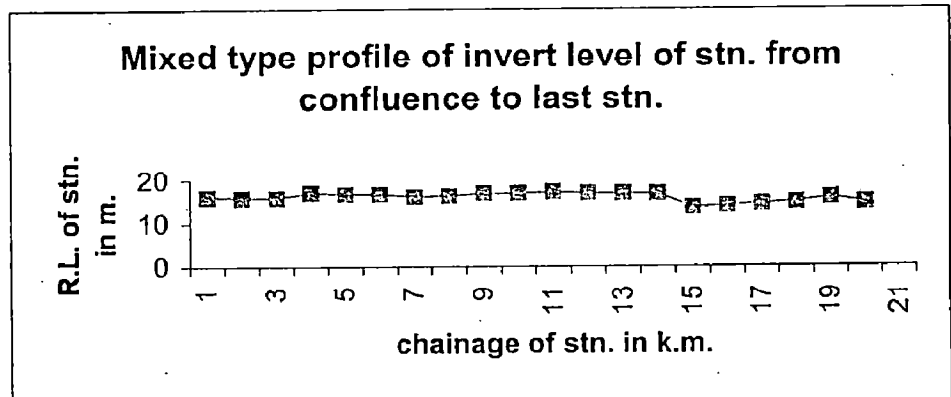 Mixed type profile of invert level of stn. from
confluence to last stn.
R.L. of stn.
in m.
20
10
0
1
3
5
7
9
11
13
15
17
19
21
chainage of stn. in k.m.